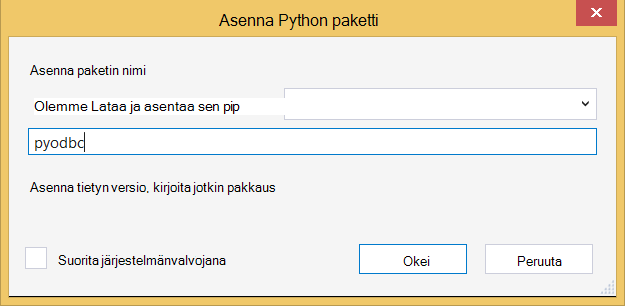 Asenna Python paketti
Asenna paketin nimi
Olemme Lataa ja asentaa sen pip
pyodbc
Asenna tietyn versio, kirjoita jotkin pakkaus
Suorita järjestelmänvalvojana
Okei
Peruuta